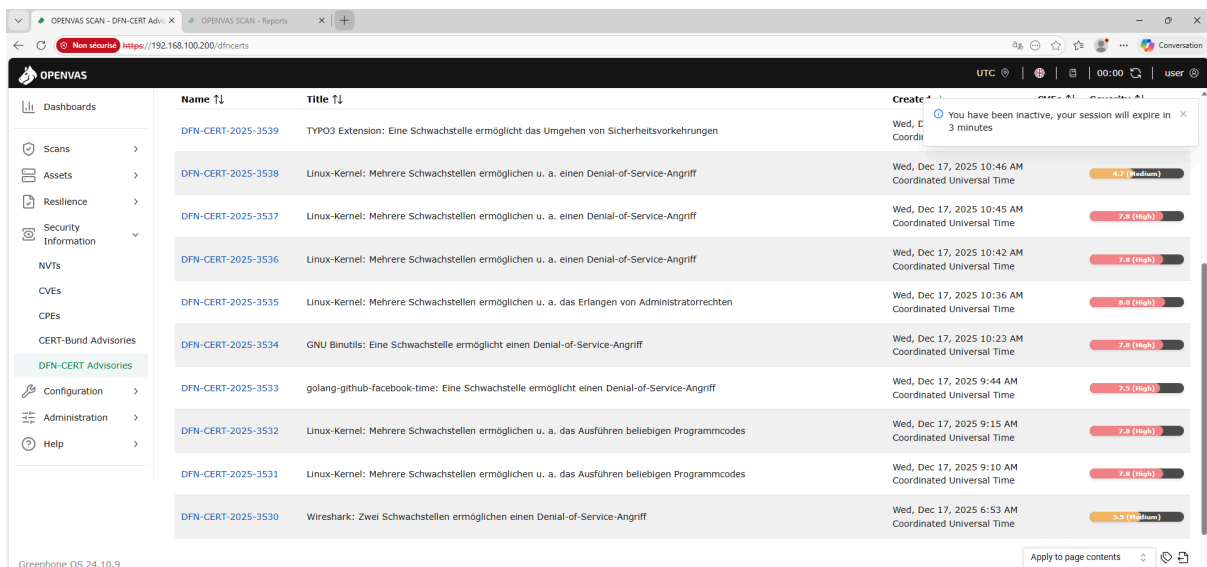 OPENVAS SCAN - DFN-CERT Advi
OPENVAS SCAN - Reports
Non sécurisé https://192.168.100.200/dfncerts
Conversation
OPENVAS
UTC
00:00
user
Dashboards
Scans
Assets
Resilience
Security
Information
NVTs
CVEs
CPEs
CERT-Bund Advisories
DFN-CERT Advisories
Configuration
Administration
Help
Greenbone OS 24.10.9
Name Title Created
You have been inactive, your session will expire in
3 minutes
DFN-CERT-2025-3539 TYPO3 Extension: Eine Schwachstelle ermöglicht das Umgehen von Sicherheitsvorkehrungen Wed,
DFN-CERT-2025-3538 Linux-Kernel: Mehrere Schwachstellen ermöglichen u. a. einen Denial-of-Service-Angriff Wed, Dec 17, 2025 10:46 AM
Coordinated Universal Time
4.7 (Medium)
DFN-CERT-2025-3537 Linux-Kernel: Mehrere Schwachstellen ermöglichen u. a. einen Denial-of-Service-Angriff Wed, Dec 17, 2025 10:45 AM
Coordinated Universal Time
7.8 (High)
DFN-CERT-2025-3536 Linux-Kernel: Mehrere Schwachstellen ermöglichen u. a. einen Denial-of-Service-Angriff Wed, Dec 17, 2025 10:42 AM
Coordinated Universal Time
7.8 (High)
DFN-CERT-2025-3535 Linux-Kernel: Mehrere Schwachstellen ermöglichen u. a. das Erlangen von Administratorrechten Wed, Dec 17, 2025 10:36 AM
Coordinated Universal Time
8.0 (High)
DFN-CERT-2025-3534 GNU Binutils: Eine Schwachstelle ermöglicht einen Denial-of-Service-Angriff Wed, Dec 17, 2025 10:23 AM
Coordinated Universal Time
7.8 (High)
DFN-CERT-2025-3533 golang-github-facebook-time: Eine Schwachstelle ermöglicht einen Denial-of-Service-Angriff Wed, Dec 17, 2025 9:44 AM
Coordinated Universal Time
7.5 (High)
DFN-CERT-2025-3532 Linux-Kernel: Mehrere Schwachstellen ermöglichen u. a. das Ausführen beliebigen Programmcodes Wed, Dec 17, 2025 9:15 AM
Coordinated Universal Time
7.8 (High)
DFN-CERT-2025-3531 Linux-Kernel: Mehrere Schwachstellen ermöglichen u. a. das Ausführen beliebigen Programmcodes Wed, Dec 17, 2025 9:10 AM
Coordinated Universal Time
7.8 (High)
DFN-CERT-2025-3530 Wireshark: Zwei Schwachstellen ermöglichen einen Denial-of-Service-Angriff Wed, Dec 17, 2025 6:53 AM
Coordinated Universal Time
5.5 (Medium)
Apply to page contents